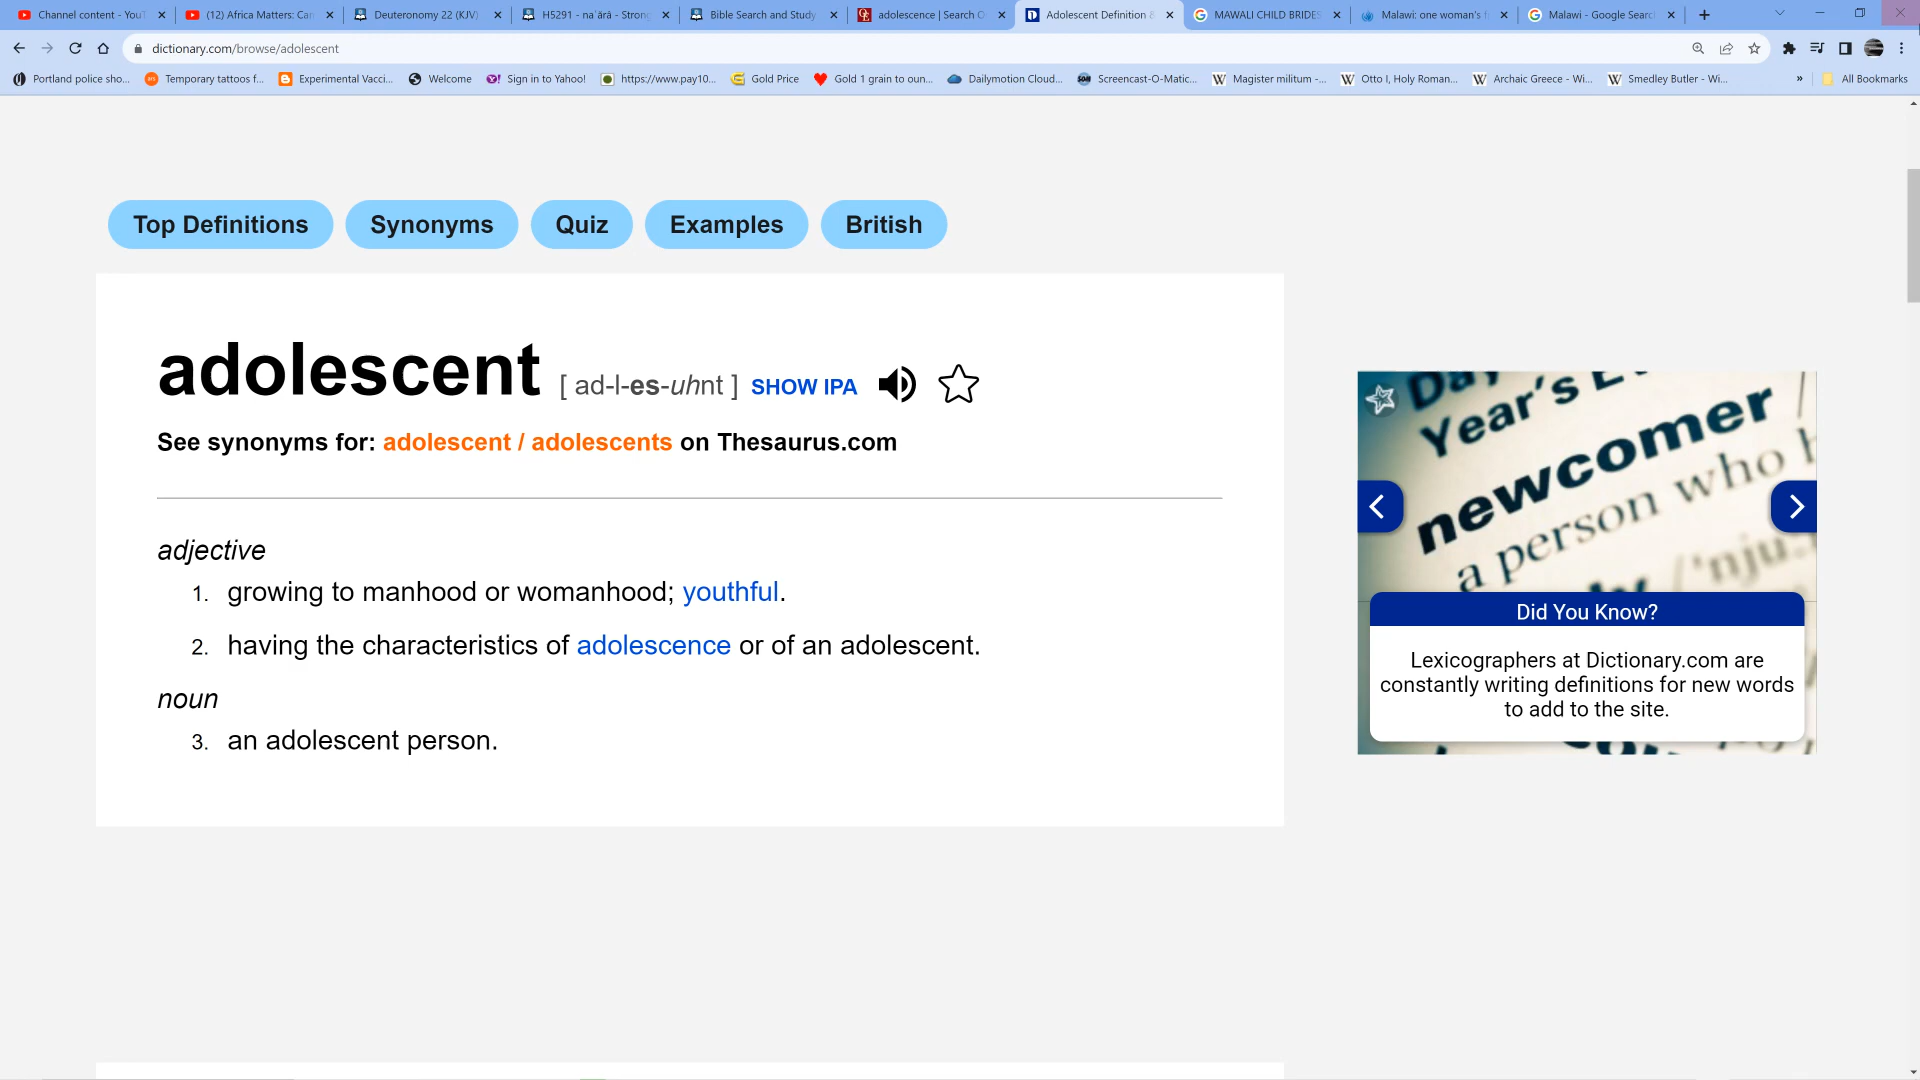 Channel content - YouT
(12) Africa Matters: Can
Deuteronomy 22 (KJV)
H5291 - naʿărâ - Strong
Bible Search and Study
adolescence | Search O
Adolescent Definition &
MAWALI CHILD BRIDES
Malawi: one woman's f
Malawi - Google Search
dictionary.com/browse/adolescent
Portland police sho...
Temporary tattoos f...
Experimental Vacci...
Welcome
Sign in to Yahoo!
https://www.pay10...
Gold Price
Gold 1 grain to oun...
Dailymotion Cloud...
Screencast-O-Matic...
Magister militum -...
Otto I, Holy Roman...
Archaic Greece - Wi...
Smedley Butler - Wi...
»
All Bookmarks
Top Definitions
Synonyms
Quiz
Examples
British
adolescent [ ad-l-es-uhnt ] SHOW IPA
See synonyms for: adolescent / adolescents on Thesaurus.com
adjective
1. growing to manhood or womanhood; youthful.
2. having the characteristics of adolescence or of an adolescent.
noun
3. an adolescent person.
Day
Year's E
newcomer
a person who
/'nju:
Did You Know?
Lexicographers at Dictionary.com are
constantly writing definitions for new words
to add to the site.